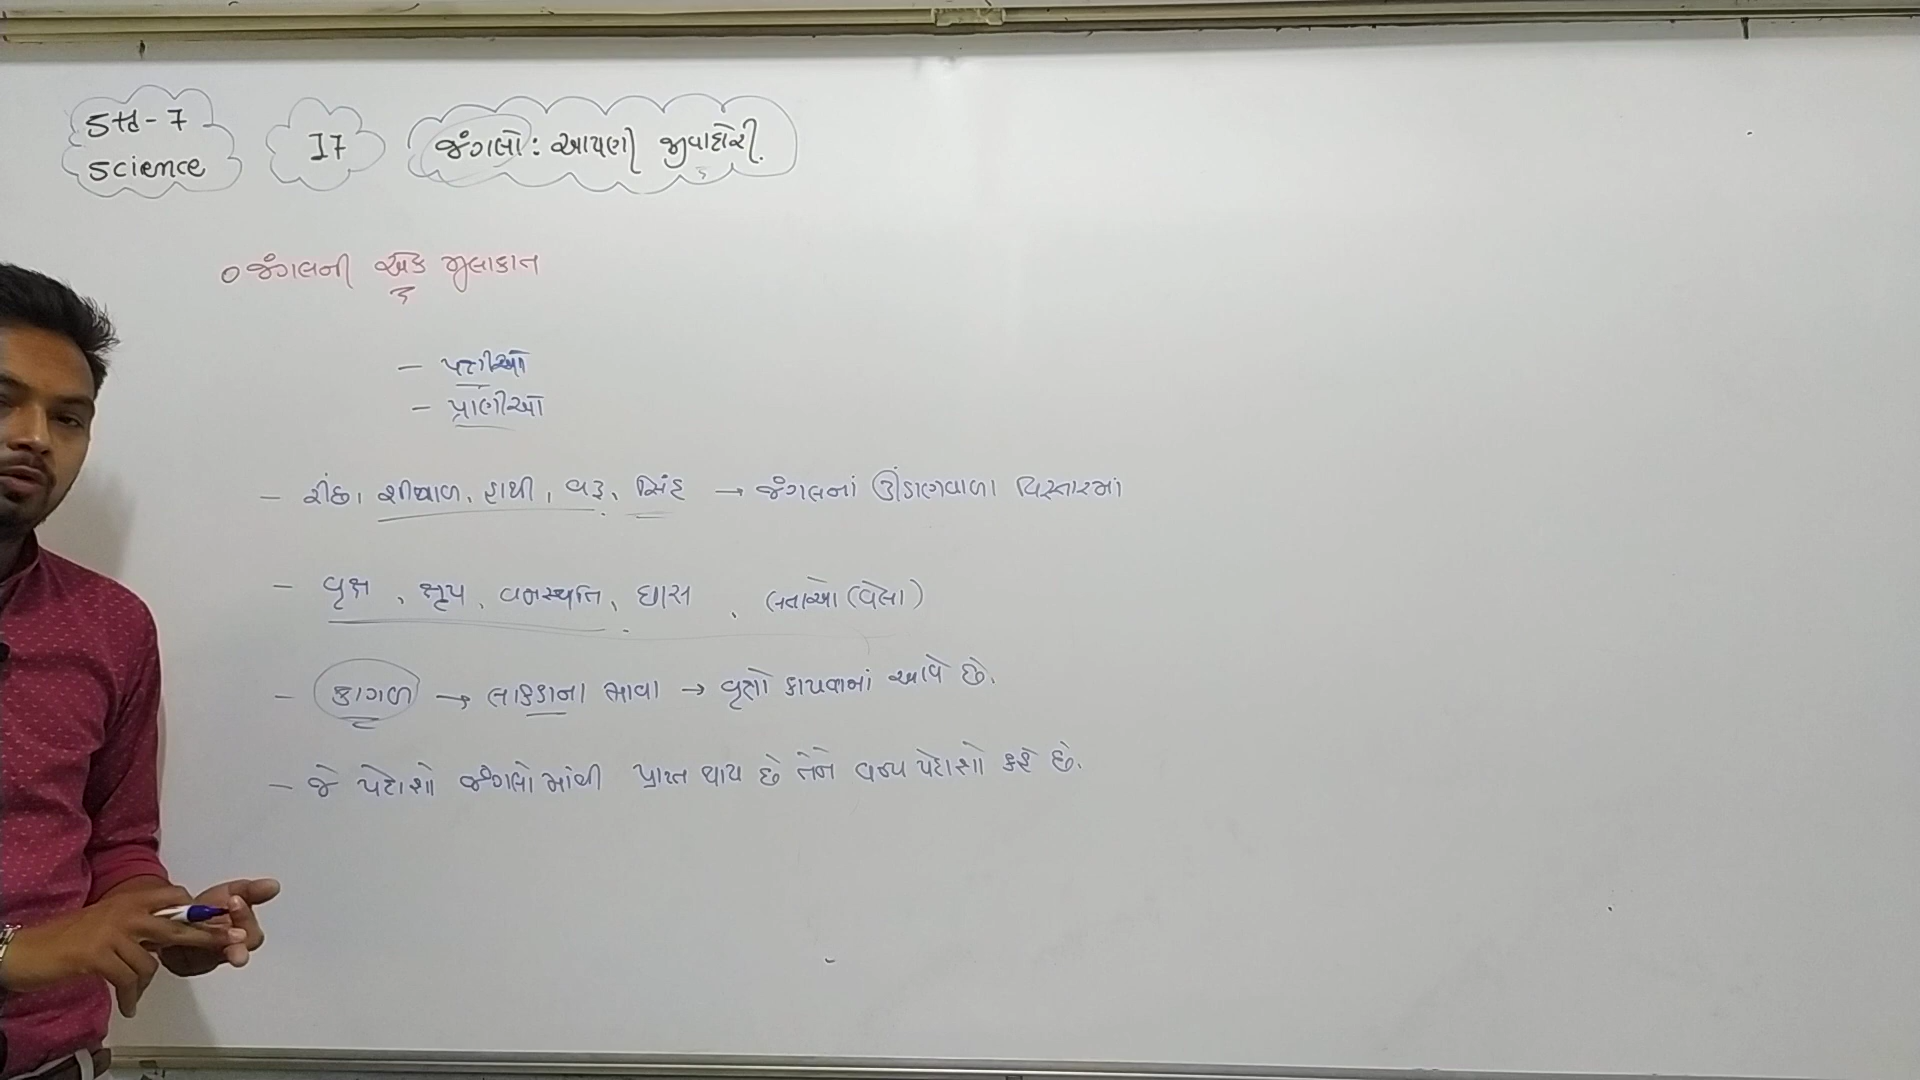 Std-7
Science
17
જંગલો: આપણી જીવાદોરી.
જંગલની એક મુલાકાત
- પક્ષીઓ
- પ્રાણીઓ
- રીંછ, શીયાળ, હાથી, વરૂ, સિંહ → જંગલનાં ઊંડાણવાળા વિસ્તારમાં
- વૃક્ષ, ક્ષૂપ, વનસ્પતિ, ઘાસ, લતાઓ (વેલા)
- કાગળ → લાકડાના માવા → વૃક્ષો કાપવામાં આવે છે.
- જે પેદાશો જંગલોમાંથી પ્રાપ્ત થાય છે તેને વન્ય પેદાશો કહે છે.